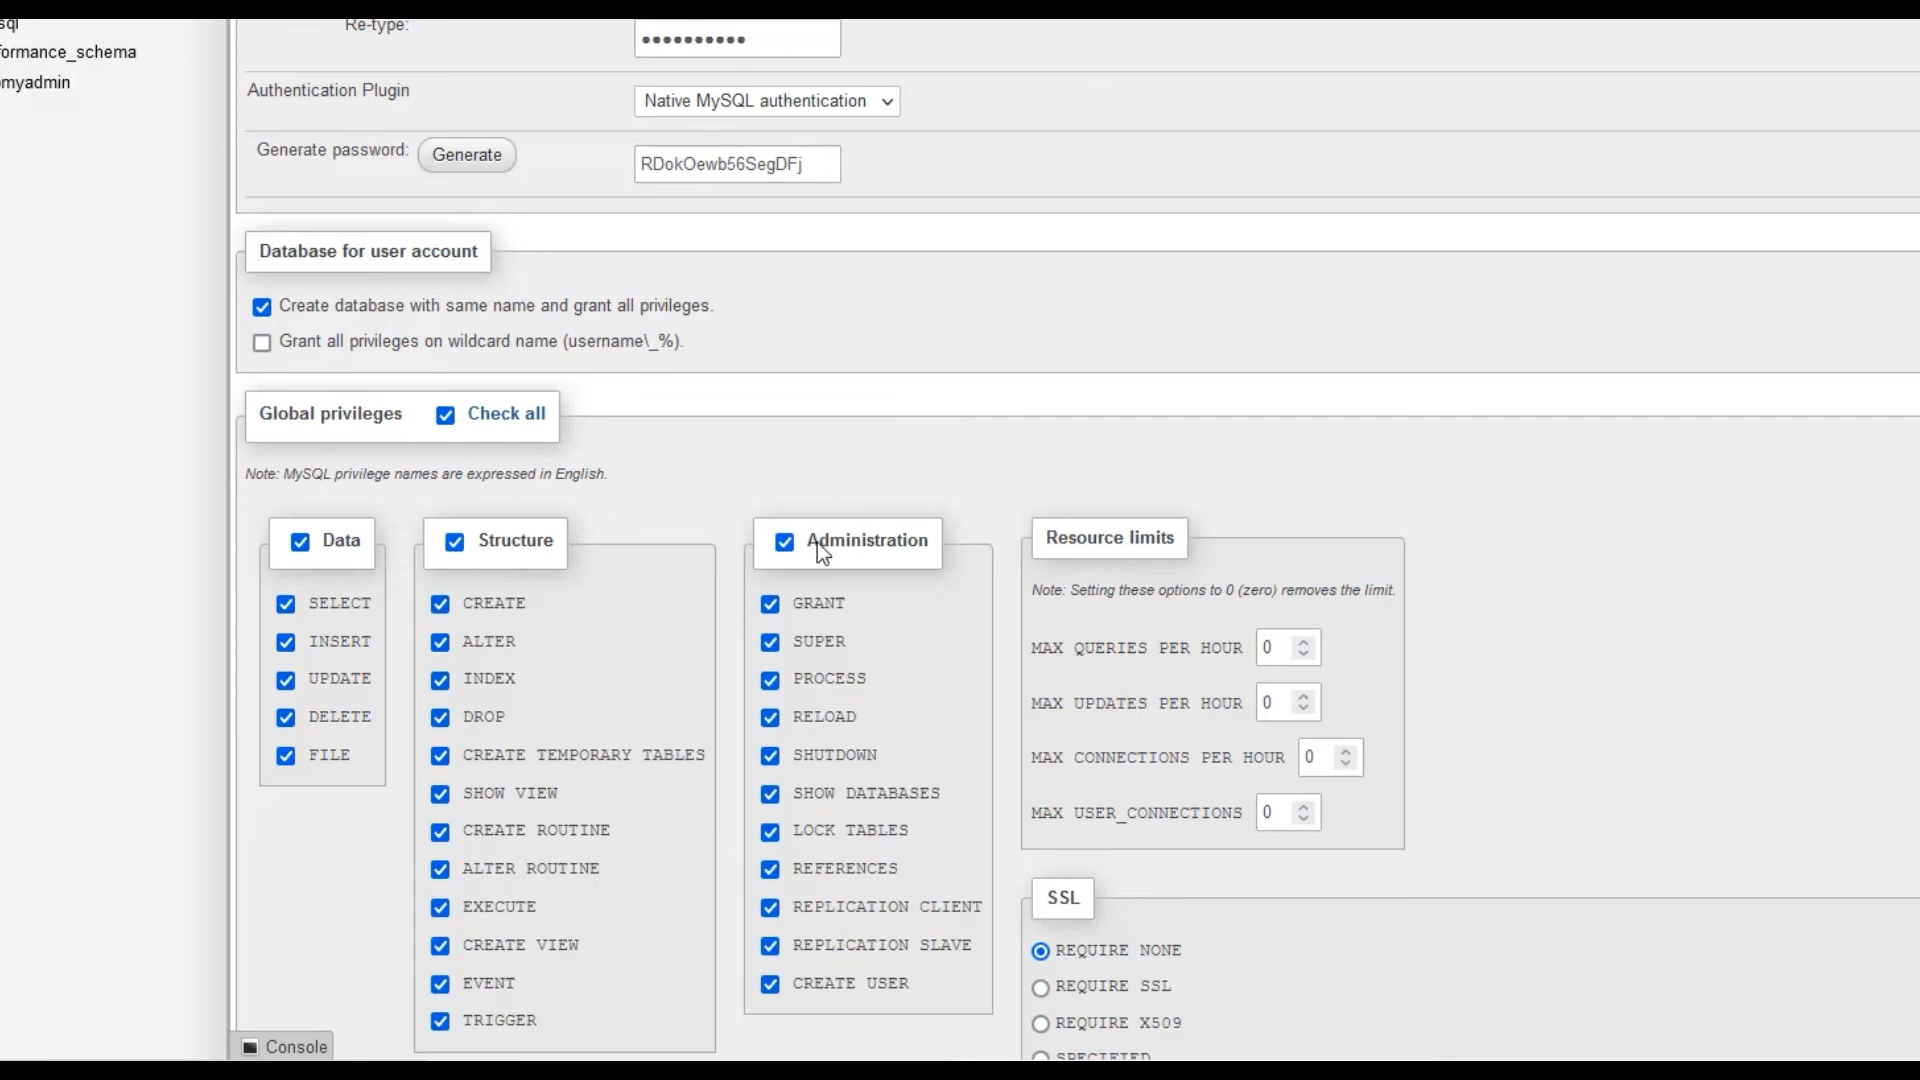 sql
formance_schema
omyadmin
Re-type:
••••••••••
Authentication Plugin
Native MySQL authentication
Generate password:
Generate
RDokOewb56SegDFj
Database for user account
Create database with same name and grant all privileges.
Grant all privileges on wildcard name (username\_%).
Global privileges
Check all
Note: MySQL privilege names are expressed in English.
Data
SELECT
INSERT
UPDATE
DELETE
FILE
Structure
CREATE
ALTER
INDEX
DROP
CREATE TEMPORARY TABLES
SHOW VIEW
CREATE ROUTINE
ALTER ROUTINE
EXECUTE
CREATE VIEW
EVENT
TRIGGER
Administration
GRANT
SUPER
PROCESS
RELOAD
SHUTDOWN
SHOW DATABASES
LOCK TABLES
REFERENCES
REPLICATION CLIENT
REPLICATION SLAVE
CREATE USER
Resource limits
Note: Setting these options to 0 (zero) removes the limit.
MAX QUERIES PER HOUR 0
MAX UPDATES PER HOUR 0
MAX CONNECTIONS PER HOUR 0
MAX USER_CONNECTIONS 0
SSL
REQUIRE NONE
REQUIRE SSL
REQUIRE X509
SPECIFIED
Console